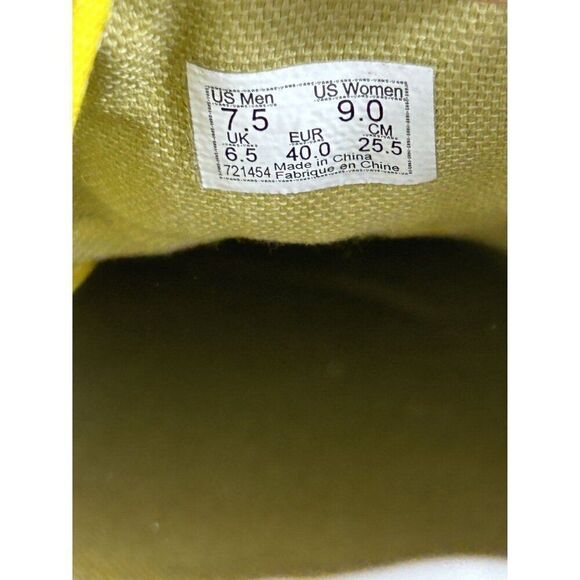 US Men US Women
7.5 9.0
UK EUR CM
6.5 40.0 25.5
721454 Made in China
Fabrique en Chine